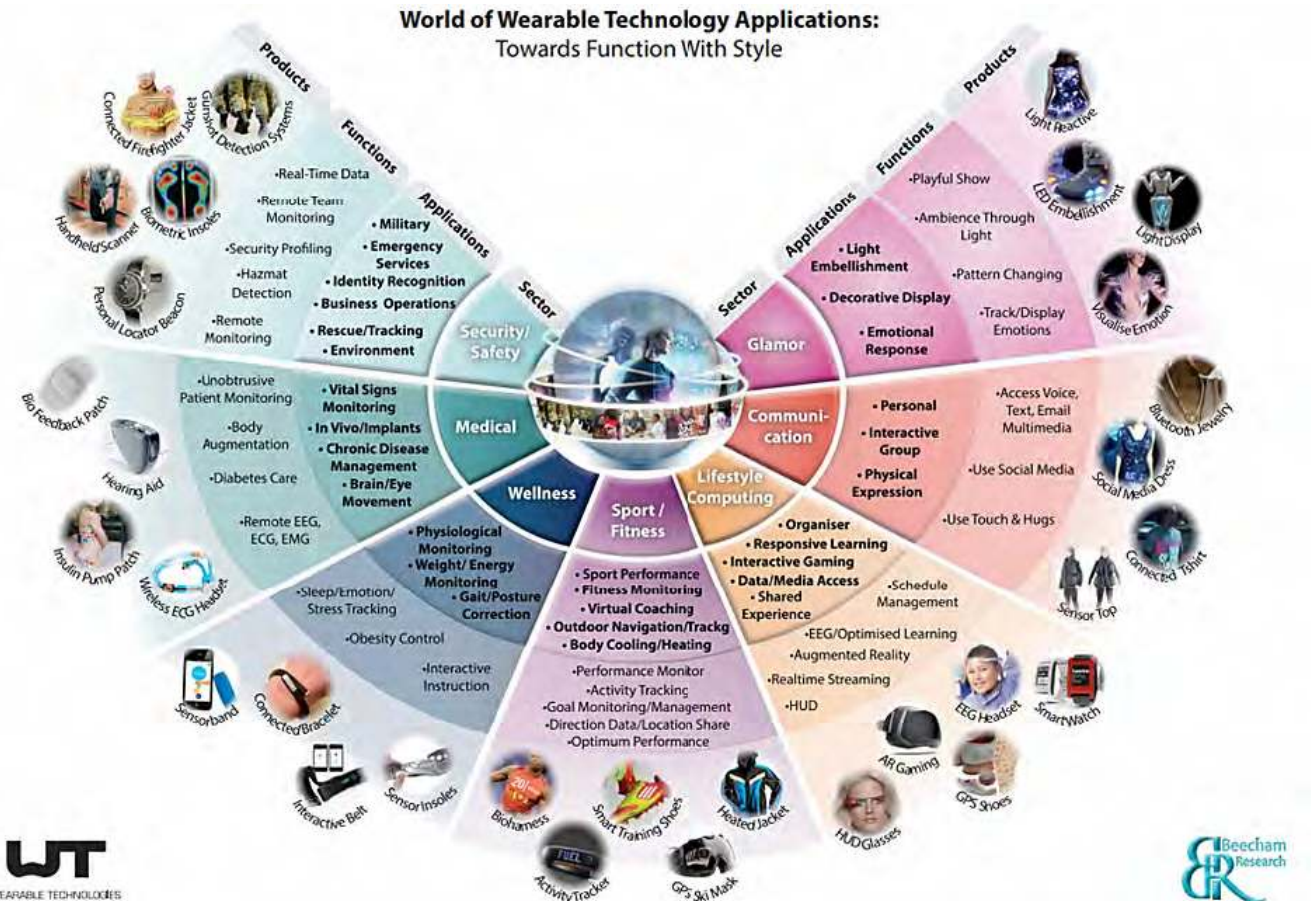 World of Wearable Technology Applications:
Towards Function With Style
Products
Functions
Applications
Sector
Connected Firefighter Jacket
Gunshot Detection Systems
Handheld Scanner
Biometric Insoles
Personal Locator Beacon
•Real-Time Data
•Remote Team
Monitoring
•Security Profiling
•Hazmat
Detection
•Remote
Monitoring
• Military
• Emergency
Services
• Identity Recognition
• Business Operations
• Rescue/Tracking
• Environment
Security/
Safety
Bio Feedback Patch
Hearing Aid
Insulin Pump Patch
Wireless ECG Headset
•Unobtrusive
Patient Monitoring
•Body
Augmentation
•Diabetes Care
•Remote EEG,
ECG, EMG
• Vital Signs
Monitoring
• In Vivo/Implants
• Chronic Disease
Management
• Brain/Eye
Movement
Medical
Wellness
• Physiological
Monitoring
• Weight/ Energy
Monitoring
• Gait/Posture
Correction
•Sleep/Emotion/
Stress Tracking
•Obesity Control
•Interactive
Instruction
Sensorband
Connected Bracelet
Interactive Belt
Sensor Insoles
Sport /
Fitness
• Sport Performance
• Fitness Monitoring
• Virtual Coaching
• Outdoor Navigation/Trackg
• Body Cooling/Heating
•Performance Monitor
•Activity Tracking
•Goal Monitoring/Management
•Direction Data/Location Share
•Optimum Performance
Bioharness
Smart Training Shoes
Heated Jacket
FUEL
Activity Tracker
GPS Ski Mask
Lifestyle
Computing
• Organiser
• Responsive Learning
• Interactive Gaming
• Data/Media Access
• Shared
Experience
•Schedule
Management
•EEG/Optimised Learning
•Augmented Reality
•Realtime Streaming
•HUD
EEG Headset
SmartWatch
AR Gaming
GPS Shoes
HUD Glasses
Communi-
cation
• Personal
• Interactive
Group
• Physical
Expression
•Access Voice,
Text, Email
Multimedia
•Use Social Media
•Use Touch & Hugs
Bluetooth Jewelry
Social Media Dress
Connected Tshirt
Sensor Top
Products
Functions
Applications
Sector
Glamor
• Light
Embellishment
• Decorative Display
• Emotional
Response
•Playful Show
•Ambience Through
Light
•Pattern Changing
•Track/Display
Emotions
Light Reactive
LED Embellishment
Light Display
Visualise Emotion
WT
EARABLE TECHNOLOGIES
Beecham
Research
BR